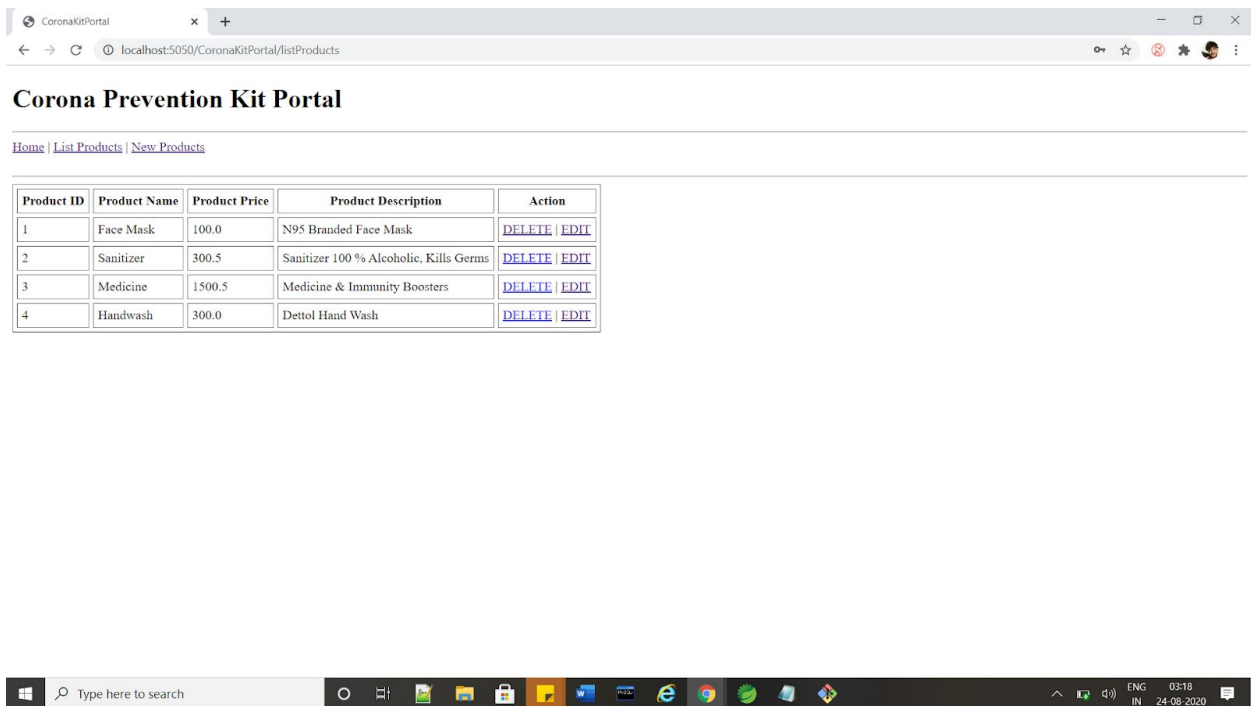 CoronaKitPortal
localhost:5050/CoronaKitPortal/listProducts
Corona Prevention Kit Portal
Home | List Products | New Products
Product ID Product Name Product Price Product Description Action
1 Face Mask 100.0 N95 Branded Face Mask DELETE | EDIT
2 Sanitizer 300.5 Sanitizer 100 % Alcoholic, Kills Germs DELETE | EDIT
3 Medicine 1500.5 Medicine & Immunity Boosters DELETE | EDIT
4 Handwash 300.0 Dettol Hand Wash DELETE | EDIT
Type here to search
ENG 03:18
IN 24-08-2020